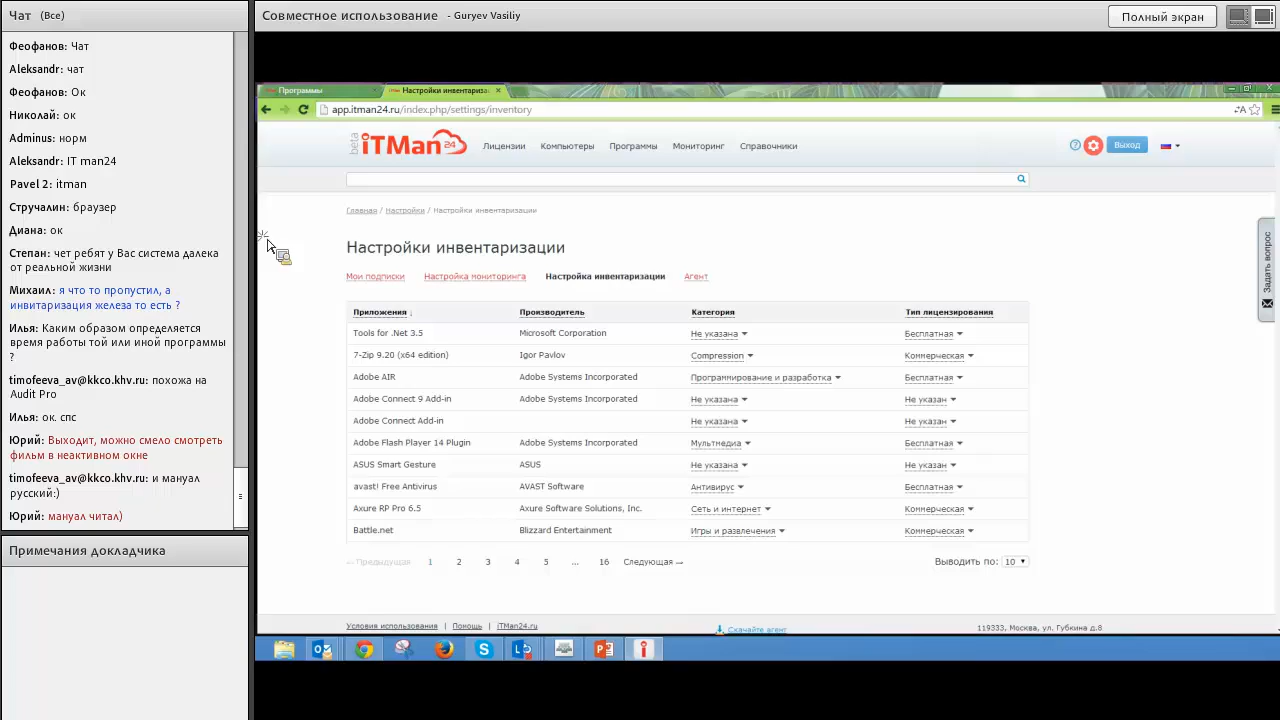 Чат (Все)
Феофанов: Чат
Aleksandr: чат
Феофанов: Ок
Николай: ок
Adminus: норм
Aleksandr: IT man24
Pavel 2: itman
Стручалин: браузер
Диана: ок
Степан: чет ребят у Вас система далека
от реальной жизни
Михаил: я что то пропустил, а
инвитаризация железа то есть ?
Илья: Каким образом определяется
время работы той или иной программы
?
timofeeva_av@kkco.khv.ru: похожа на
Audit Pro
Илья: ок. спс
Юрий: Выходит, можно смело смотреть
фильм в неактивном окне
timofeeva_av@kkco.khv.ru: и мануал
русский:)
Юрий: мануал читал)
Примечания докладчика
Совместное использование - Guryev Vasiliy
Полный экран
Программы
Настройки инвентариза
app.itman24.ru/index.php/settings/inventory
beta iTMan 24
Лицензии Компьютеры Программы Мониторинг Справочники
Выход
Главная / Настройки / Настройки инвентаризации
Настройки инвентаризации
Мои подписки Настройка мониторинга Настройка инвентаризации Агент
Приложения Производитель Категория Тип лицензирования
Tools for .Net 3.5 Microsoft Corporation Не указана Бесплатная
7-Zip 9.20 (x64 edition) Igor Pavlov Compression Коммерческая
Adobe AIR Adobe Systems Incorporated Программирование и разработка Бесплатная
Adobe Connect 9 Add-in Adobe Systems Incorporated Не указана Не указан
Adobe Connect Add-in Не указана Не указан
Adobe Flash Player 14 Plugin Adobe Systems Incorporated Мультмедиа Бесплатная
ASUS Smart Gesture ASUS Не указана Не указан
avast! Free Antivirus AVAST Software Антивирус Бесплатная
Axure RP Pro 6.5 Axure Software Solutions, Inc. Сеть и интернет Коммерческая
Battle.net Blizzard Entertainment Игры и развлечения Коммерческая
← Предыдущая 1 2 3 4 5 ... 16 Следующая →
Выводить по: 10
Задать вопрос
Условия использования | Помощь | iTMan24.ru
Скачайте агент
119333, Москва, ул. Губкина д.8